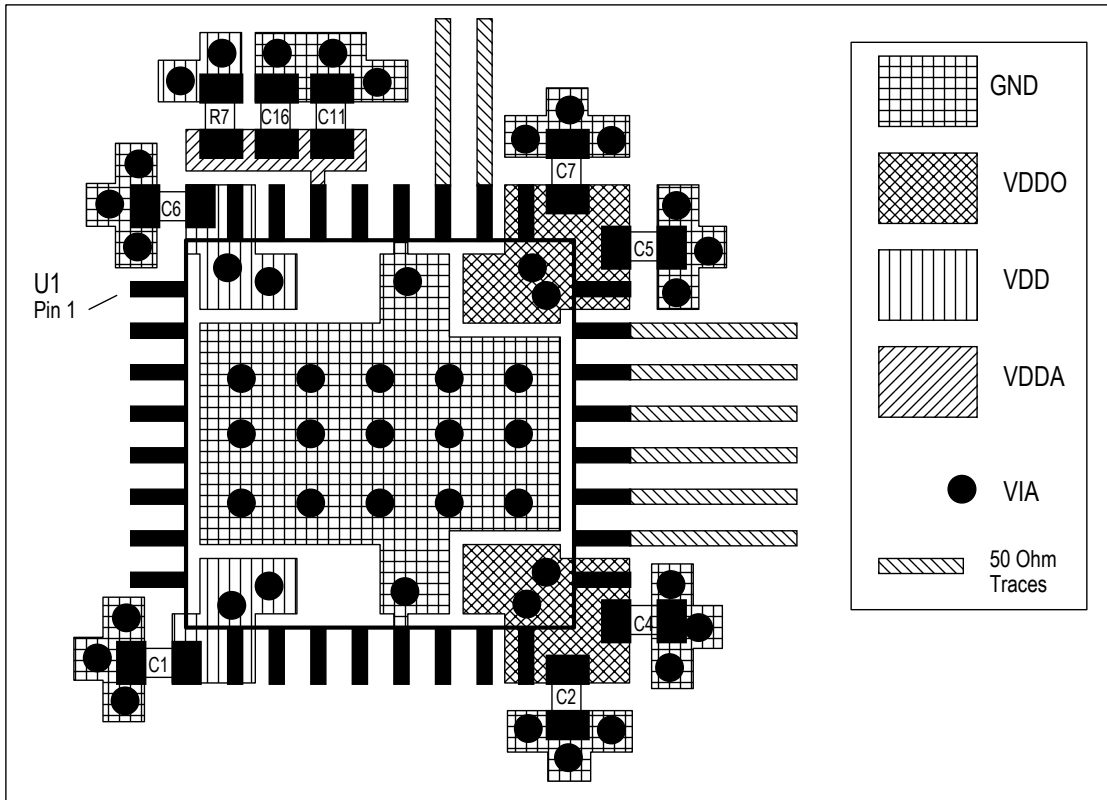 R7
C16
C11
C7
C6
C5
U1
Pin 1
C1
C4
C2
GND
VDDO
VDD
VDDA
VIA
50 Ohm
Traces